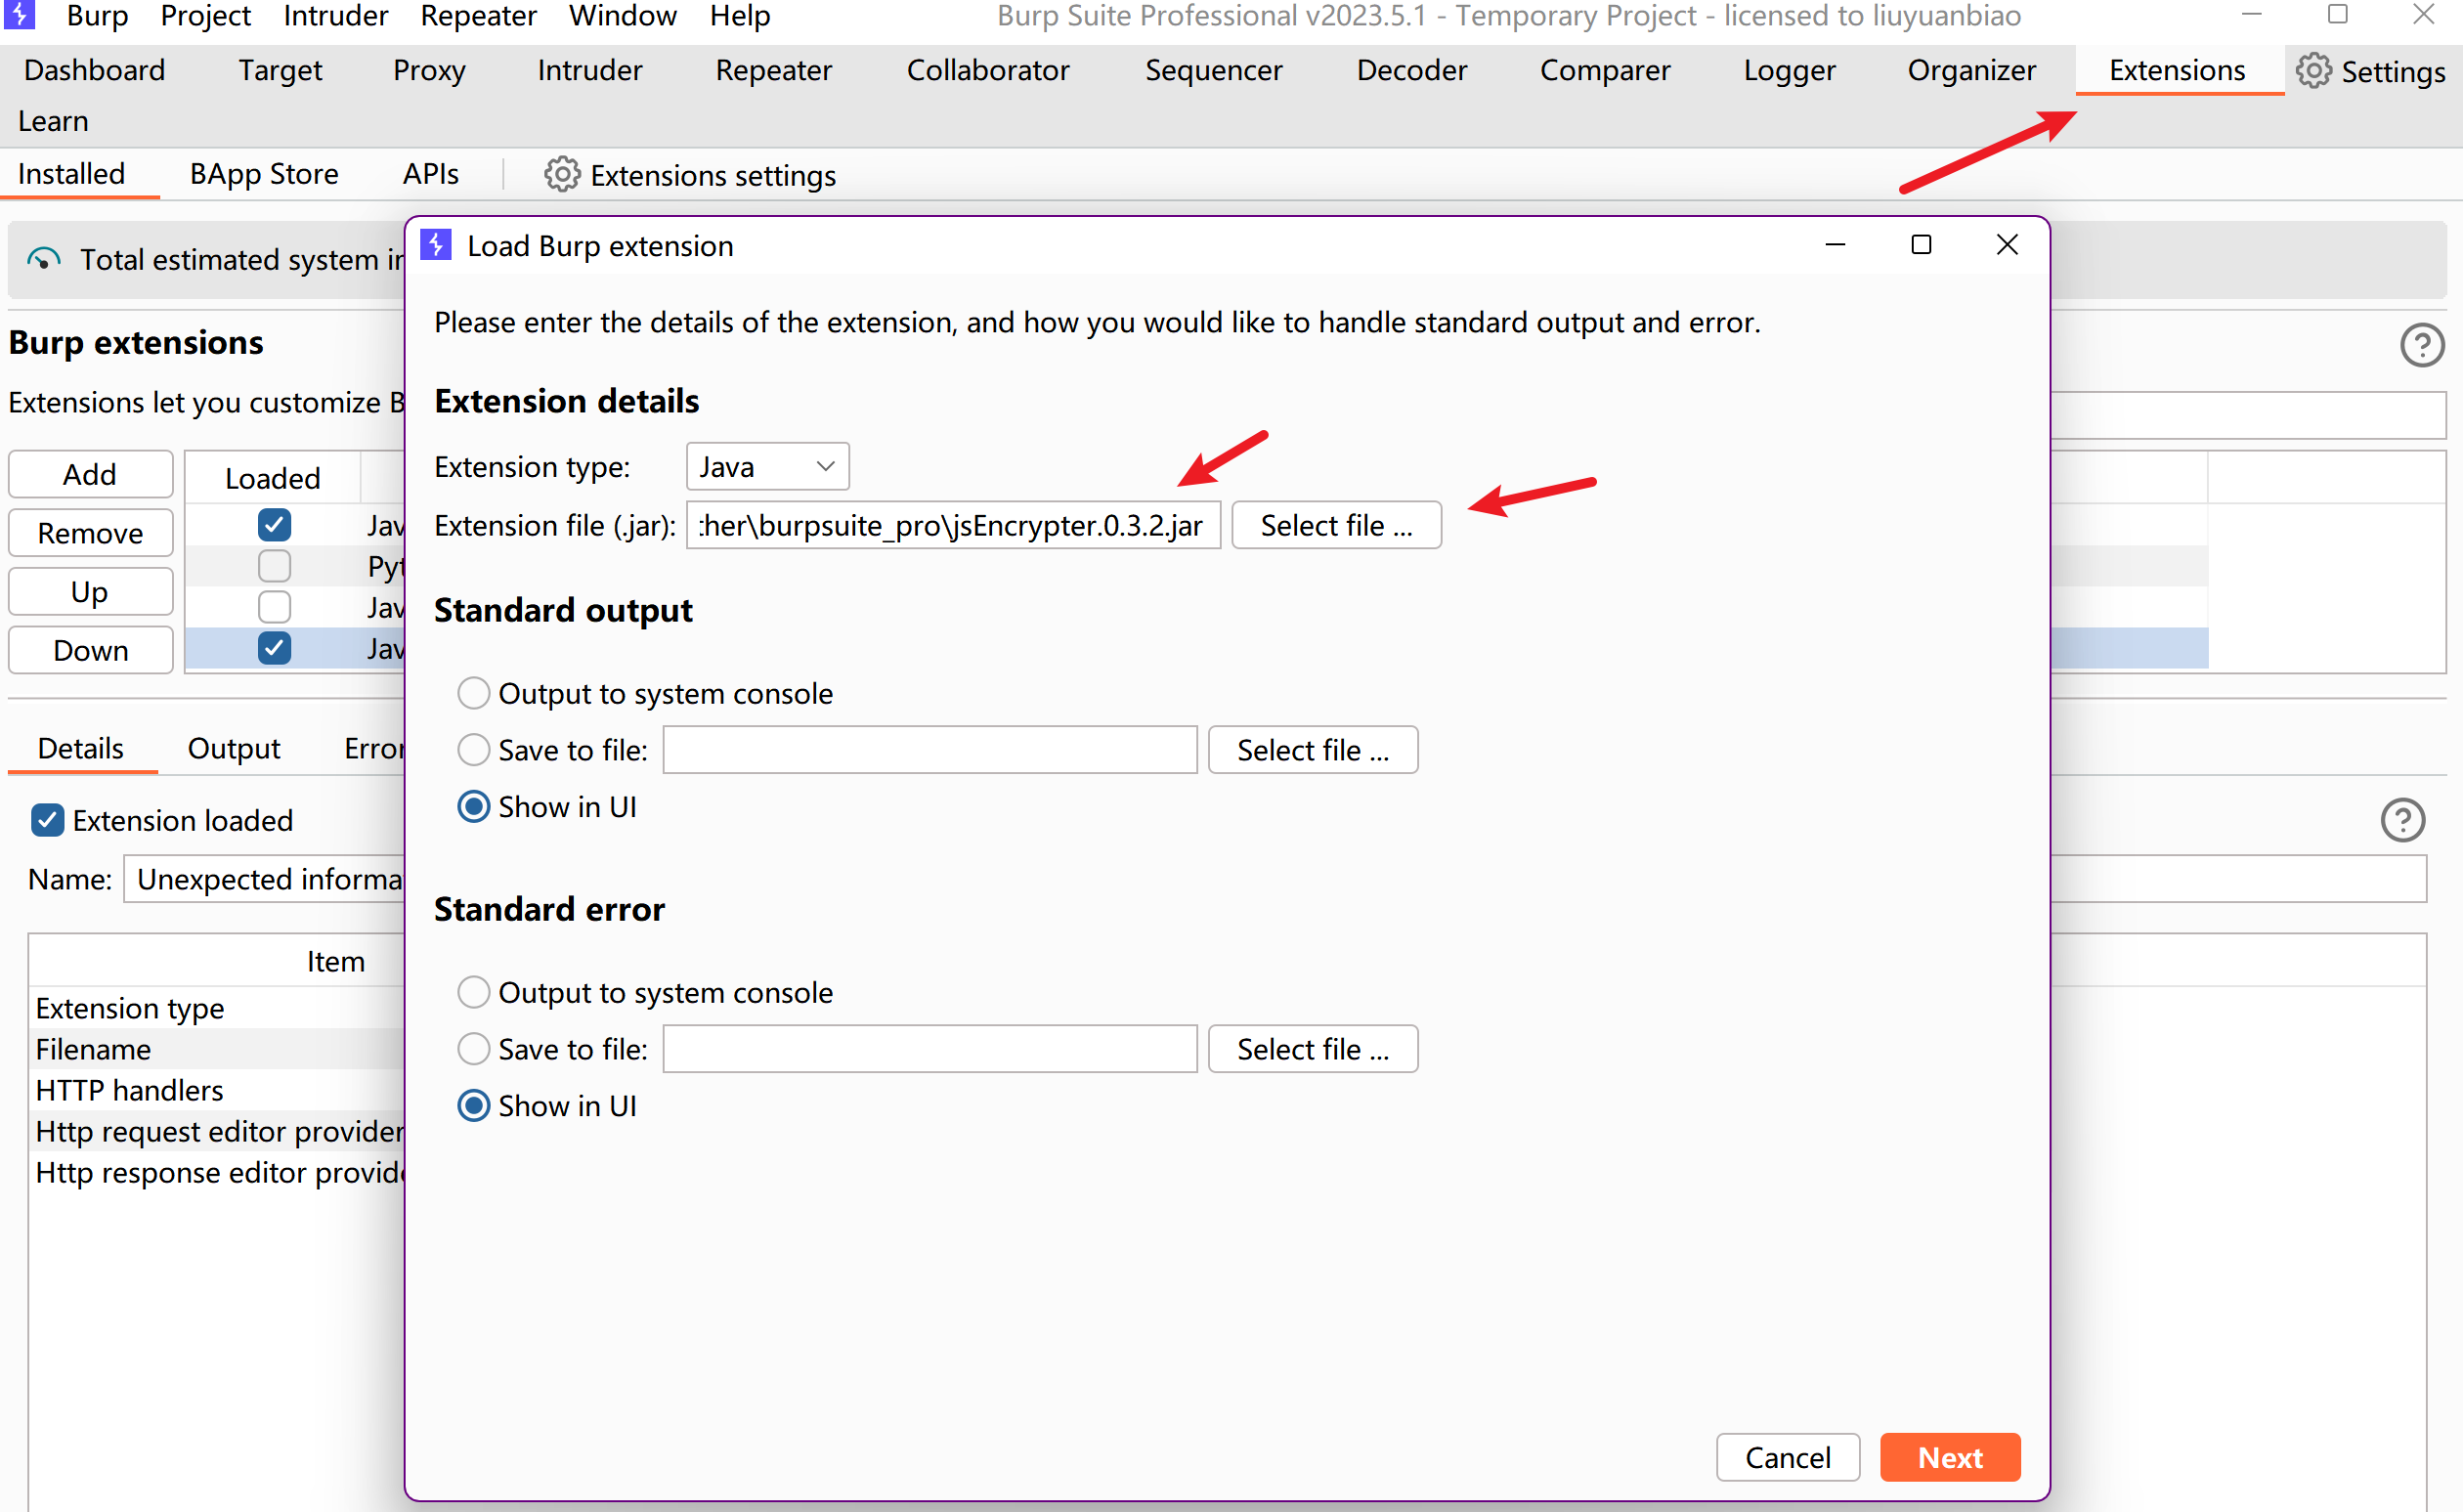 Burp Project Intruder Repeater Window Help Burp Suite Professional v2023.5.1 - Temporary Project - licensed to liuyuanbiao
Dashboard Target Proxy Intruder Repeater Collaborator Sequencer Decoder Comparer Logger Organizer Extensions Settings
Learn
Installed BApp Store APIs Extensions settings
Total estimated system
Load Burp extension
Please enter the details of the extension, and how you would like to handle standard output and error.
Burp extensions
Extensions let you customize B
Extension details
Add Loaded
Extension type: Java
Remove Jav
Extension file (.jar): :her\burpsuite_pro\jsEncrypter.0.3.2.jar Select file ...
Pyt
Up Jav
Standard output
Down Jav
Output to system console
Details Output Error
Save to file: Select file ...
Show in UI
Extension loaded
Name: Unexpected informa
Standard error
Item
Output to system console
Extension type
Filename
Save to file: Select file ...
HTTP handlers
Show in UI
Http request editor provider
Http response editor provide
Cancel Next